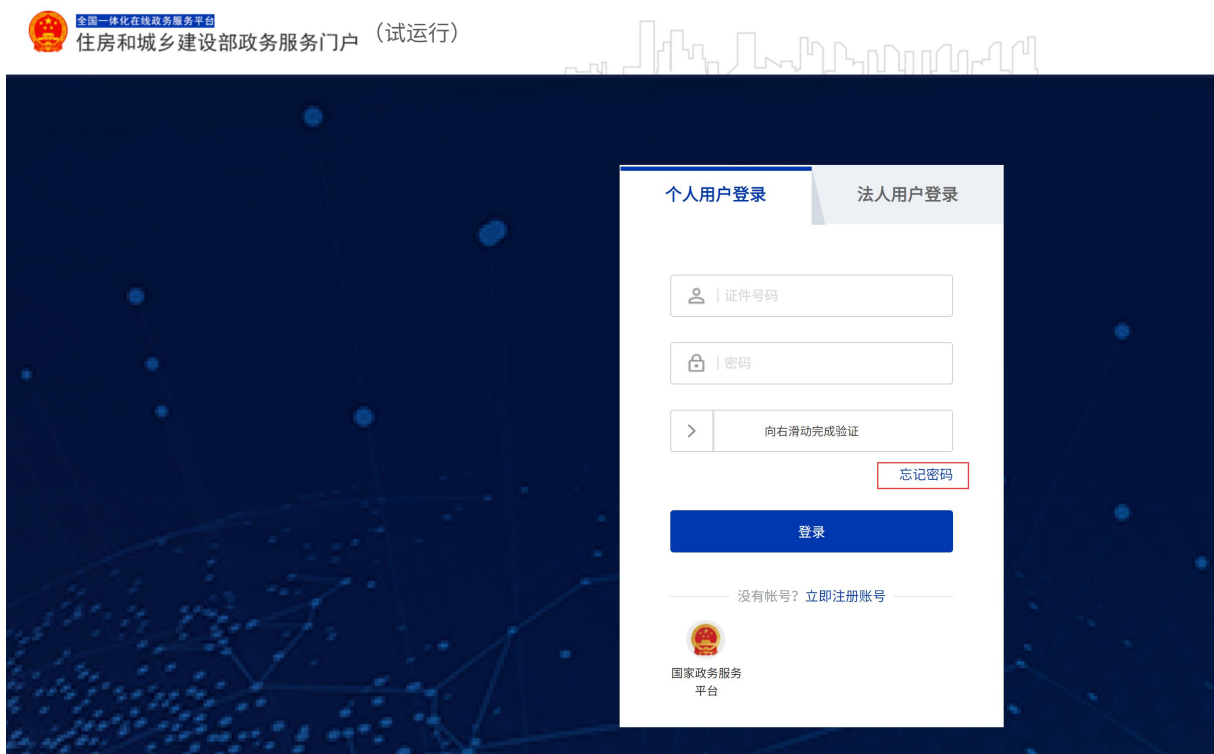 全国一体化在线政务服务平台
住房和城乡建设部政务服务门户 （试运行）
个人用户登录 法人用户登录
证件号码
密码
向右滑动完成验证
忘记密码
登录
没有帐号？立即注册账号
国家政务服务
平台